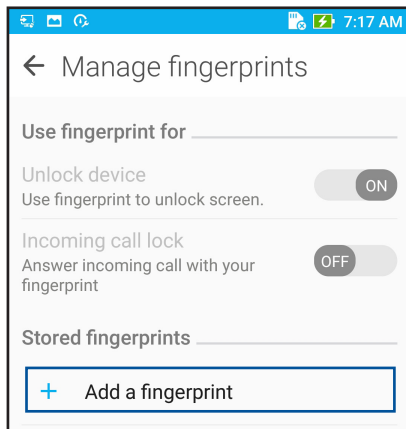 7:17 AM
Manage fingerprints
Use fingerprint for
Unlock device
Use fingerprint to unlock screen.
ON
Incoming call lock
Answer incoming call with your
fingerprint
OFF
Stored fingerprints
+ Add a fingerprint